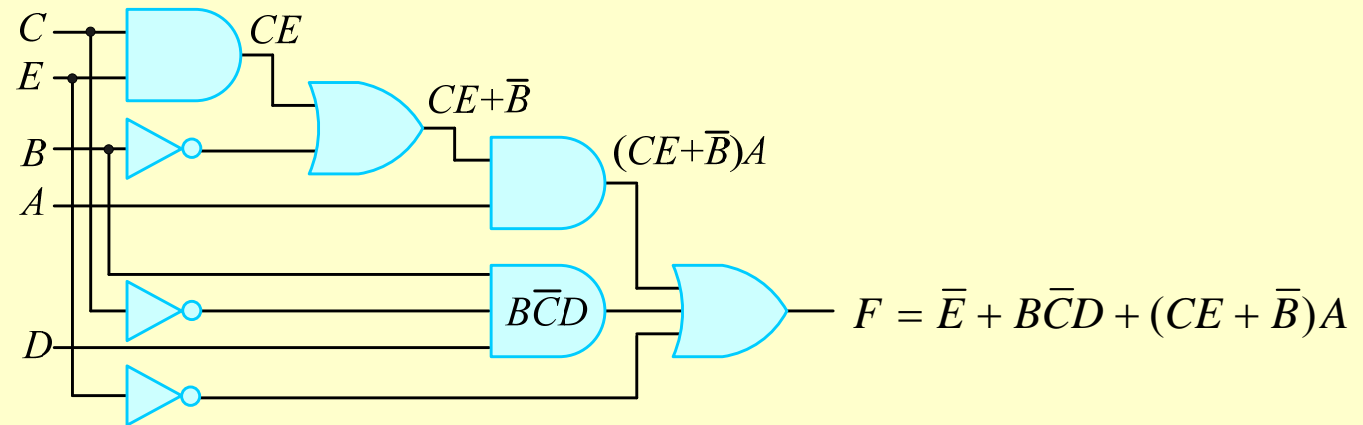 C
CE
E
CE+B̅
B
(CE+B̅)A
A
BC̅D
F = E̅ + BC̅D + (CE + B̅)A
D